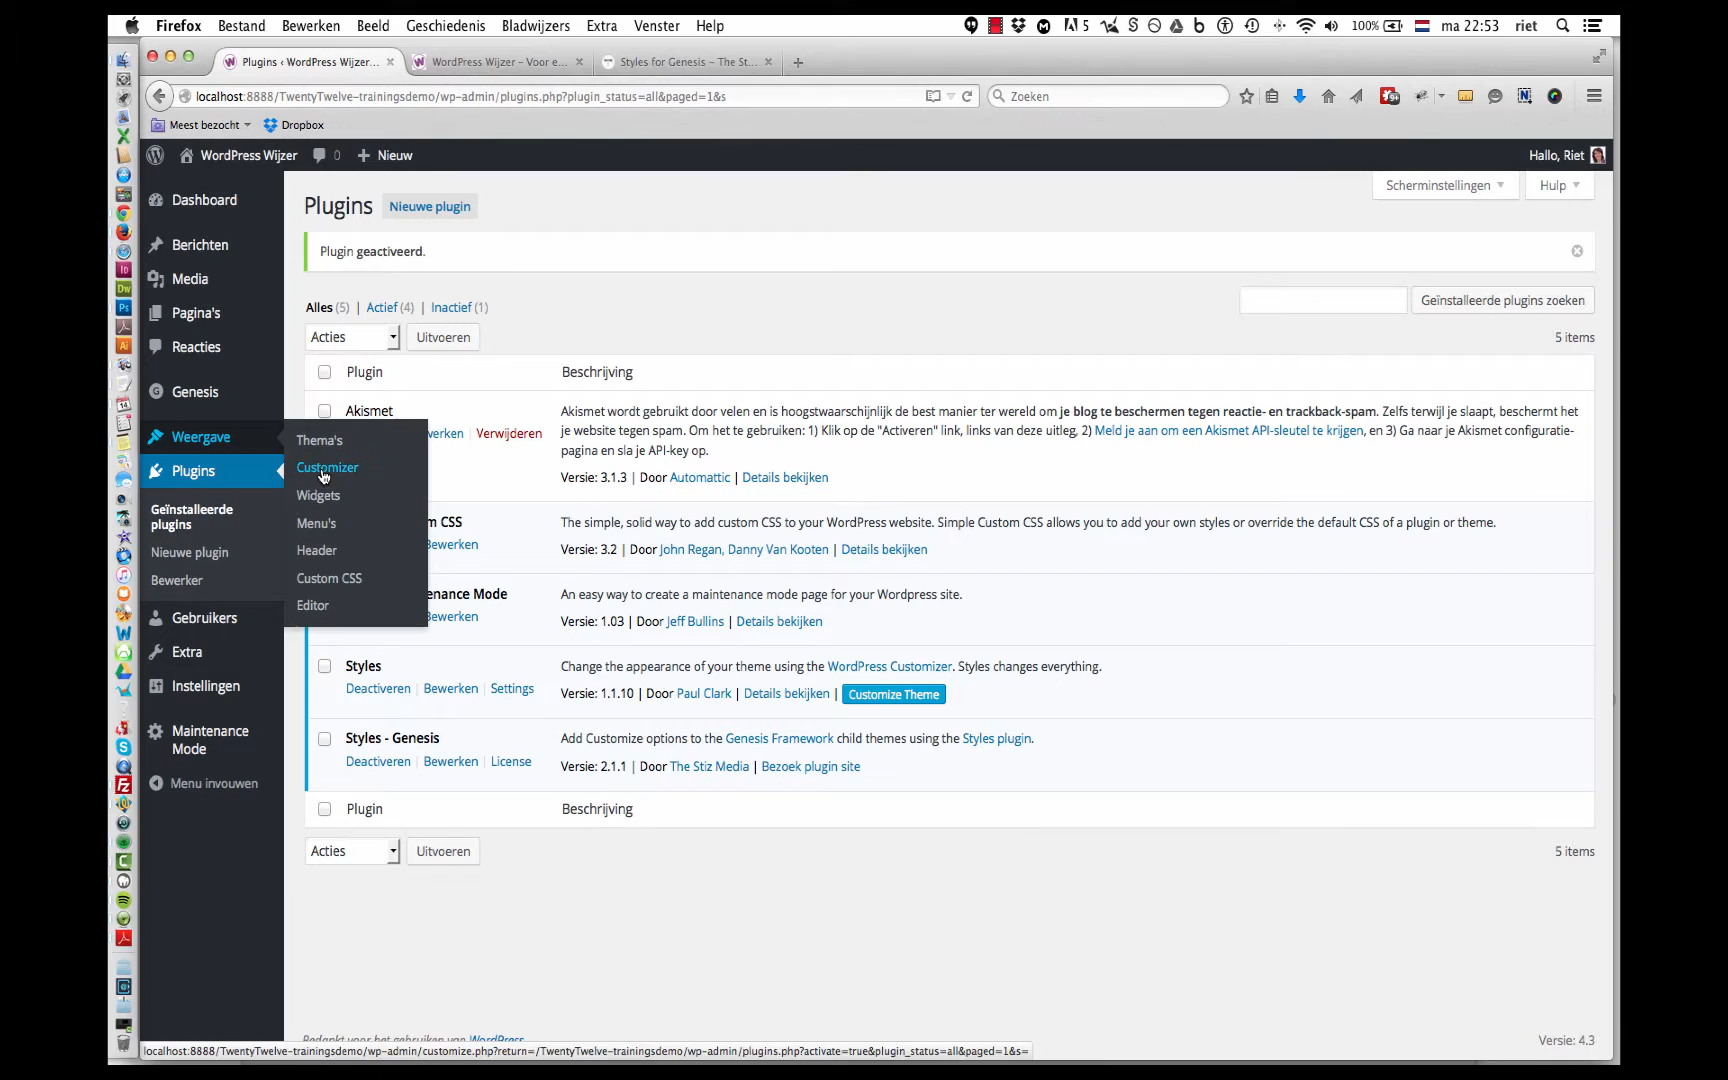 Firefox Bestand Bewerken Beeld Geschiedenis Bladwijzers Extra Venster Help 5 100% ma 22:53 riet
Plugins ‹ WordPress Wijzer... WordPress Wijzer – Voor e... Styles for Genesis – The St...
localhost:8888/TwentyTwelve-trainingsdemo/wp-admin/plugins.php?plugin_status=all&paged=1&s Zoeken
Meest bezocht Dropbox
WordPress Wijzer 0 + Nieuw Hallo, Riet
Scherminstellingen Hulp
Dashboard
Berichten
Media
Pagina's
Reacties
Genesis
Weergave
Plugins
Geïnstalleerde
plugins
Nieuwe plugin
Bewerker
Gebruikers
Extra
Instellingen
Maintenance
Mode
Menu invouwen
Thema's
Customizer
Widgets
Menu's
Header
Custom CSS
Editor
Plugins Nieuwe plugin
Plugin geactiveerd.
Alles (5) | Actief (4) | Inactief (1)
Geïnstalleerde plugins zoeken
Acties Uitvoeren 5 items
Plugin Beschrijving
Akismet
werken | Verwijderen
Akismet wordt gebruikt door velen en is hoogstwaarschijnlijk de best manier ter wereld om je blog te beschermen tegen reactie- en trackback-spam. Zelfs terwijl je slaapt, beschermt het
je website tegen spam. Om het te gebruiken: 1) Klik op de "Activeren" link, links van deze uitleg, 2) Meld je aan om een Akismet API-sleutel te krijgen, en 3) Ga naar je Akismet configuratie-
pagina en sla je API-key op.
Versie: 3.1.3 | Door Automattic | Details bekijken
m CSS
Bewerken
The simple, solid way to add custom CSS to your WordPress website. Simple Custom CSS allows you to add your own styles or override the default CSS of a plugin or theme.
Versie: 3.2 | Door John Regan, Danny Van Kooten | Details bekijken
enance Mode
Bewerken
An easy way to create a maintenance mode page for your Wordpress site.
Versie: 1.03 | Door Jeff Bullins | Details bekijken
Styles
Deactiveren | Bewerken | Settings
Change the appearance of your theme using the WordPress Customizer. Styles changes everything.
Versie: 1.1.10 | Door Paul Clark | Details bekijken | Customize Theme
Styles - Genesis
Deactiveren | Bewerken | License
Add Customize options to the Genesis Framework child themes using the Styles plugin.
Versie: 2.1.1 | Door The Stiz Media | Bezoek plugin site
Plugin Beschrijving
Acties Uitvoeren 5 items
Bedankt voor het gebruiken van WordPress Versie: 4.3
localhost:8888/TwentyTwelve-trainingsdemo/wp-admin/customize.php?return=/TwentyTwelve-trainingsdemo/wp-admin/plugins.php?activate=true&plugin_status=all&paged=1&s=